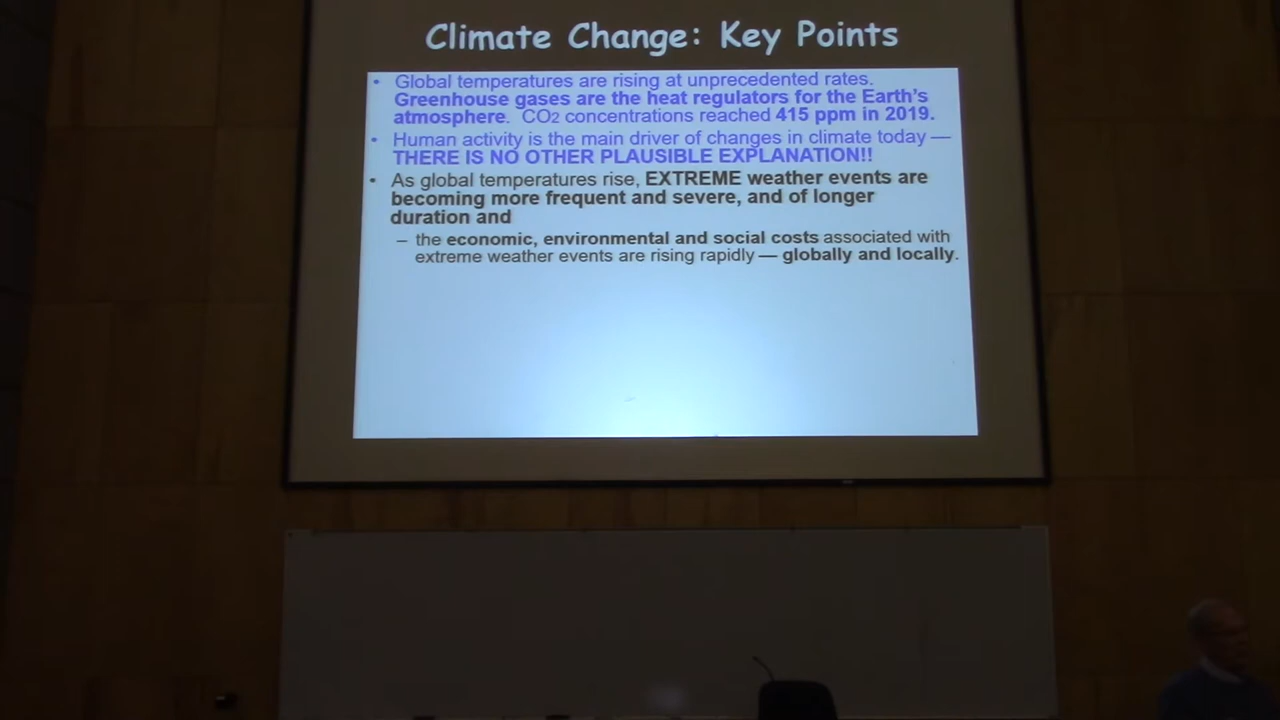 Climate Change: Key Points
• Global temperatures are rising at unprecedented rates.
Greenhouse gases are the heat regulators for the Earth's
atmosphere. CO2 concentrations reached 415 ppm in 2019.
• Human activity is the main driver of changes in climate today —
THERE IS NO OTHER PLAUSIBLE EXPLANATION!!
• As global temperatures rise, EXTREME weather events are
becoming more frequent and severe, and of longer
duration and
– the economic, environmental and social costs associated with
extreme weather events are rising rapidly — globally and locally.